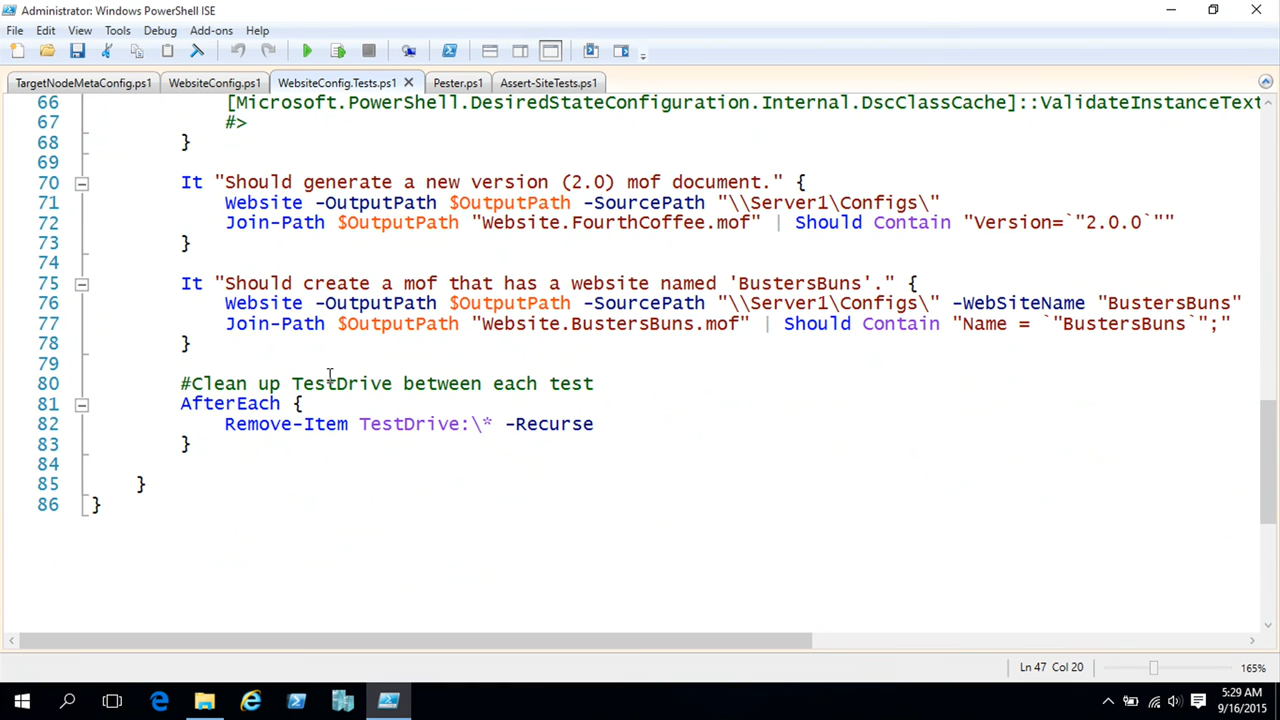 Administrator: Windows PowerShell ISE
File Edit View Tools Debug Add-ons Help
TargetNodeMetaConfig.ps1 WebsiteConfig.ps1 WebsiteConfig.Tests.ps1 Pester.ps1 Assert-SiteTests.ps1
66 [Microsoft.PowerShell.DesiredStateConfiguration.Internal.DscClassCache]::ValidateInstanceText
67 #>
68 }
69
70 It "Should generate a new version (2.0) mof document." {
71 Website -OutputPath $OutputPath -SourcePath "\\Server1\Configs\"
72 Join-Path $OutputPath "Website.FourthCoffee.mof" | Should Contain "Version=`"2.0.0`""
73 }
74
75 It "Should create a mof that has a website named 'BustersBuns'." {
76 Website -OutputPath $OutputPath -SourcePath "\\Server1\Configs\" -WebSiteName "BustersBuns"
77 Join-Path $OutputPath "Website.BustersBuns.mof" | Should Contain "Name = `"BustersBuns`";"
78 }
79
80 #Clean up TestDrive between each test
81 AfterEach {
82 Remove-Item TestDrive:\* -Recurse
83 }
84
85 }
86 }
Ln 47 Col 20 165%
5:29 AM
9/16/2015